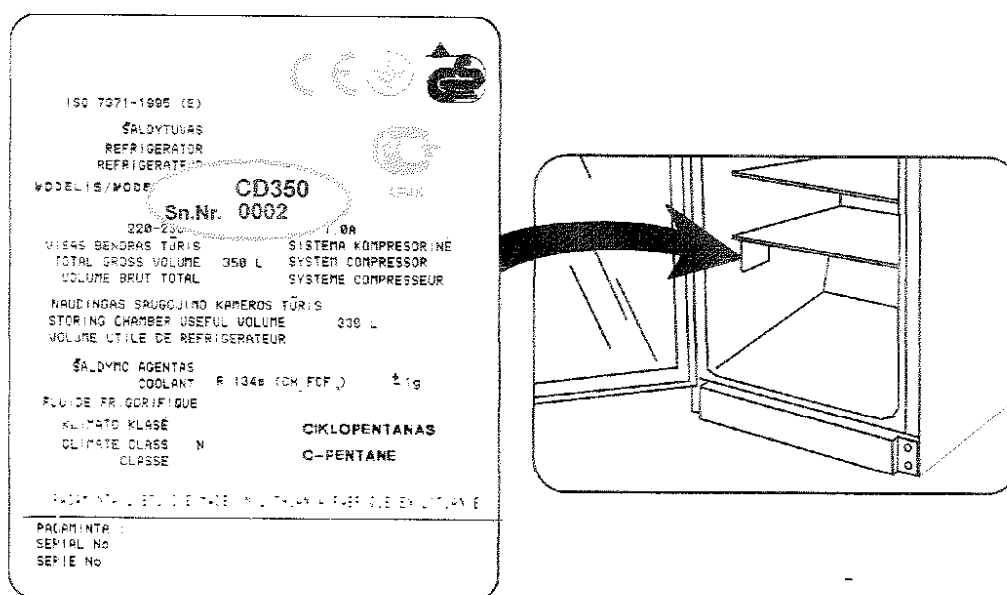 ISO 7371-1995 (E)
ŠALDYTUVAS
REFRIGERATOR
REFRIGERATEUR
MODELIS/MODE CD350
Sn.Nr. 0002
VISAS BENDRAS TŪRIS SISTEMA KOMPRESORINĖ
TOTAL GROSS VOLUME 350 L SYSTEM COMPRESSOR
VOLUME BRUT TOTAL SYSTEME COMPRESSEUR
NAUDINGAS SAUGOJIMO KAMEROS TŪRIS
STORING CHAMBER USEFUL VOLUME L
VOLUME UTILE DE REFRIGERATEUR
ŠALDYMO AGENTAS
COOLANT R 134a
FLUIDE FRIGORIFIQUE
KLIMATO KLASĖ CIKLOPENTANAS
CLIMATE CLASS N C-PENTANE
CLASSE
PAGAMINTA :
SERIAL No
SERIE No